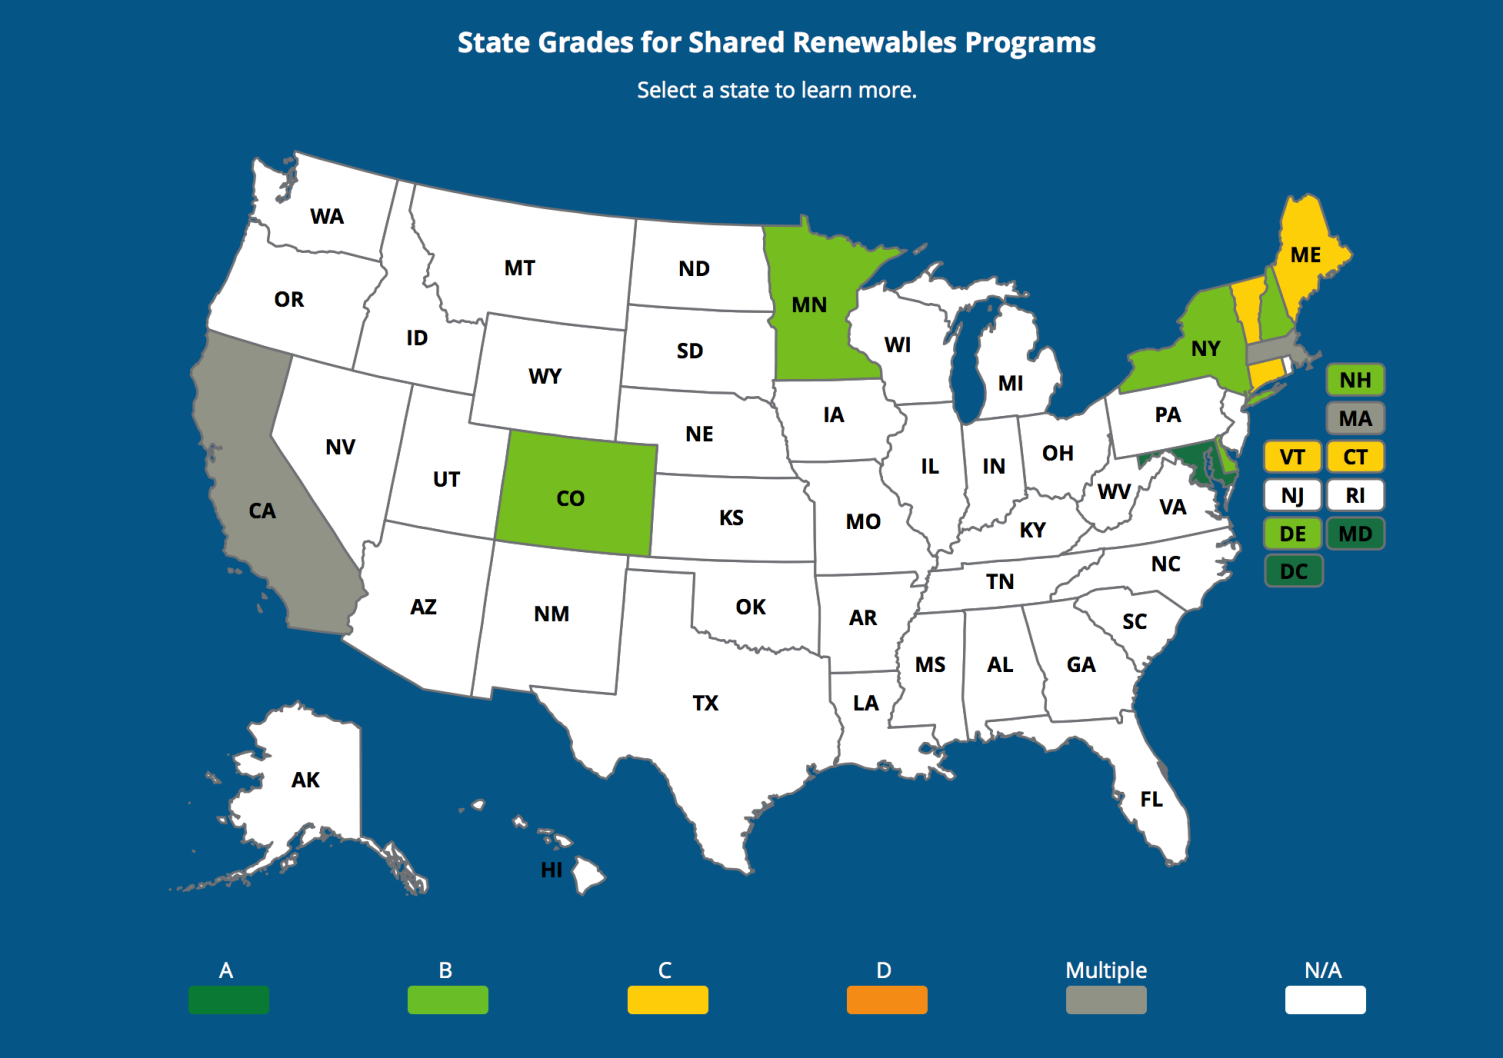 State Grades for Shared Renewables Programs
Select a state to learn more.
WA
MT
ND
ME
OR
MN
ID
SD
WI
NY
WY
MI
NH
IA
PA
MA
NE
NV
OH
VT
CT
UT
IL
IN
CO
WV
NJ
RI
CA
KS
MO
VA
KY
DE
MD
NC
DC
TN
AZ
NM
OK
AR
SC
MS
AL
GA
TX
LA
AK
FL
HI
A
B
C
D
Multiple
N/A